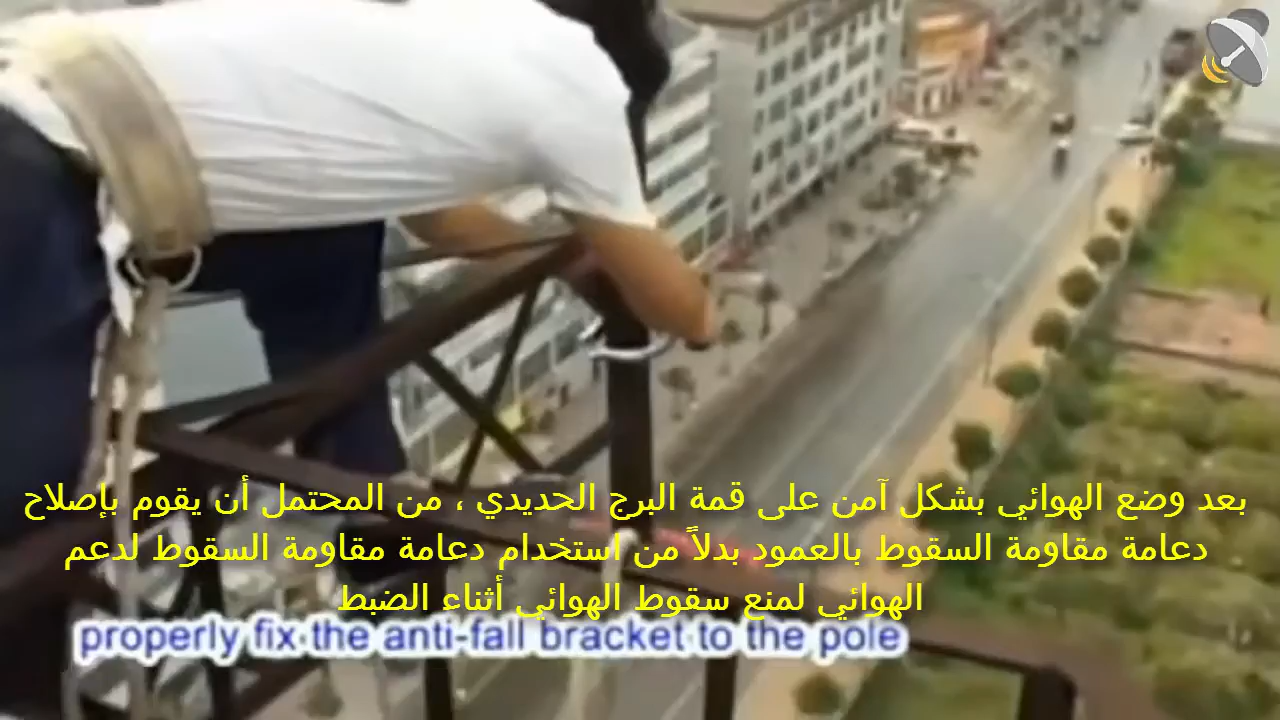 بعد وضع الهوائي بشكل آمن على قمة البرج الحديدي ، من المحتمل أن يقوم بإصلاح
دعامة مقاومة السقوط بالعمود بدلاً من استخدام دعامة مقاومة السقوط لدعم
الهوائي لمنع سقوط الهوائي أثناء الضبط
properly fix the anti-fall bracket to the pole